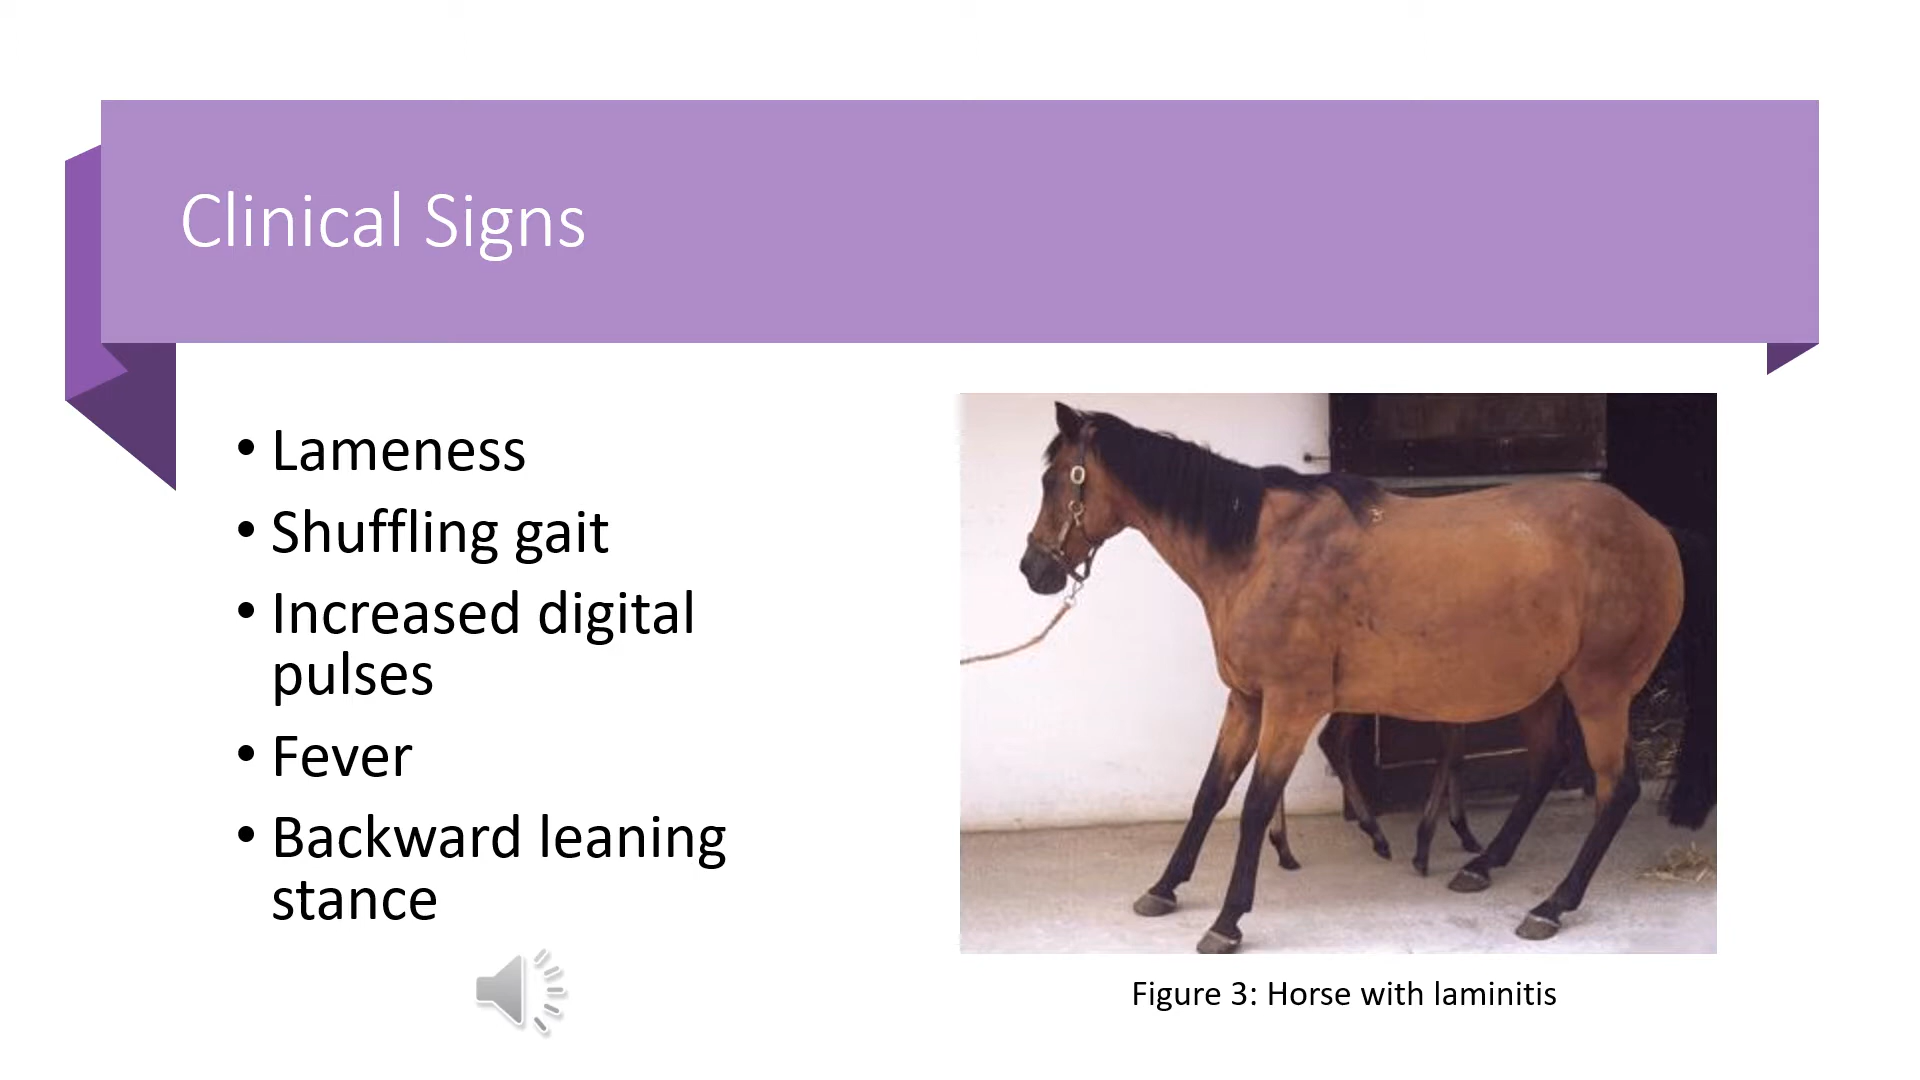 Clinical Signs
• Lameness
• Shuffling gait
• Increased digital
pulses
• Fever
• Backward leaning
stance
Figure 3: Horse with laminitis